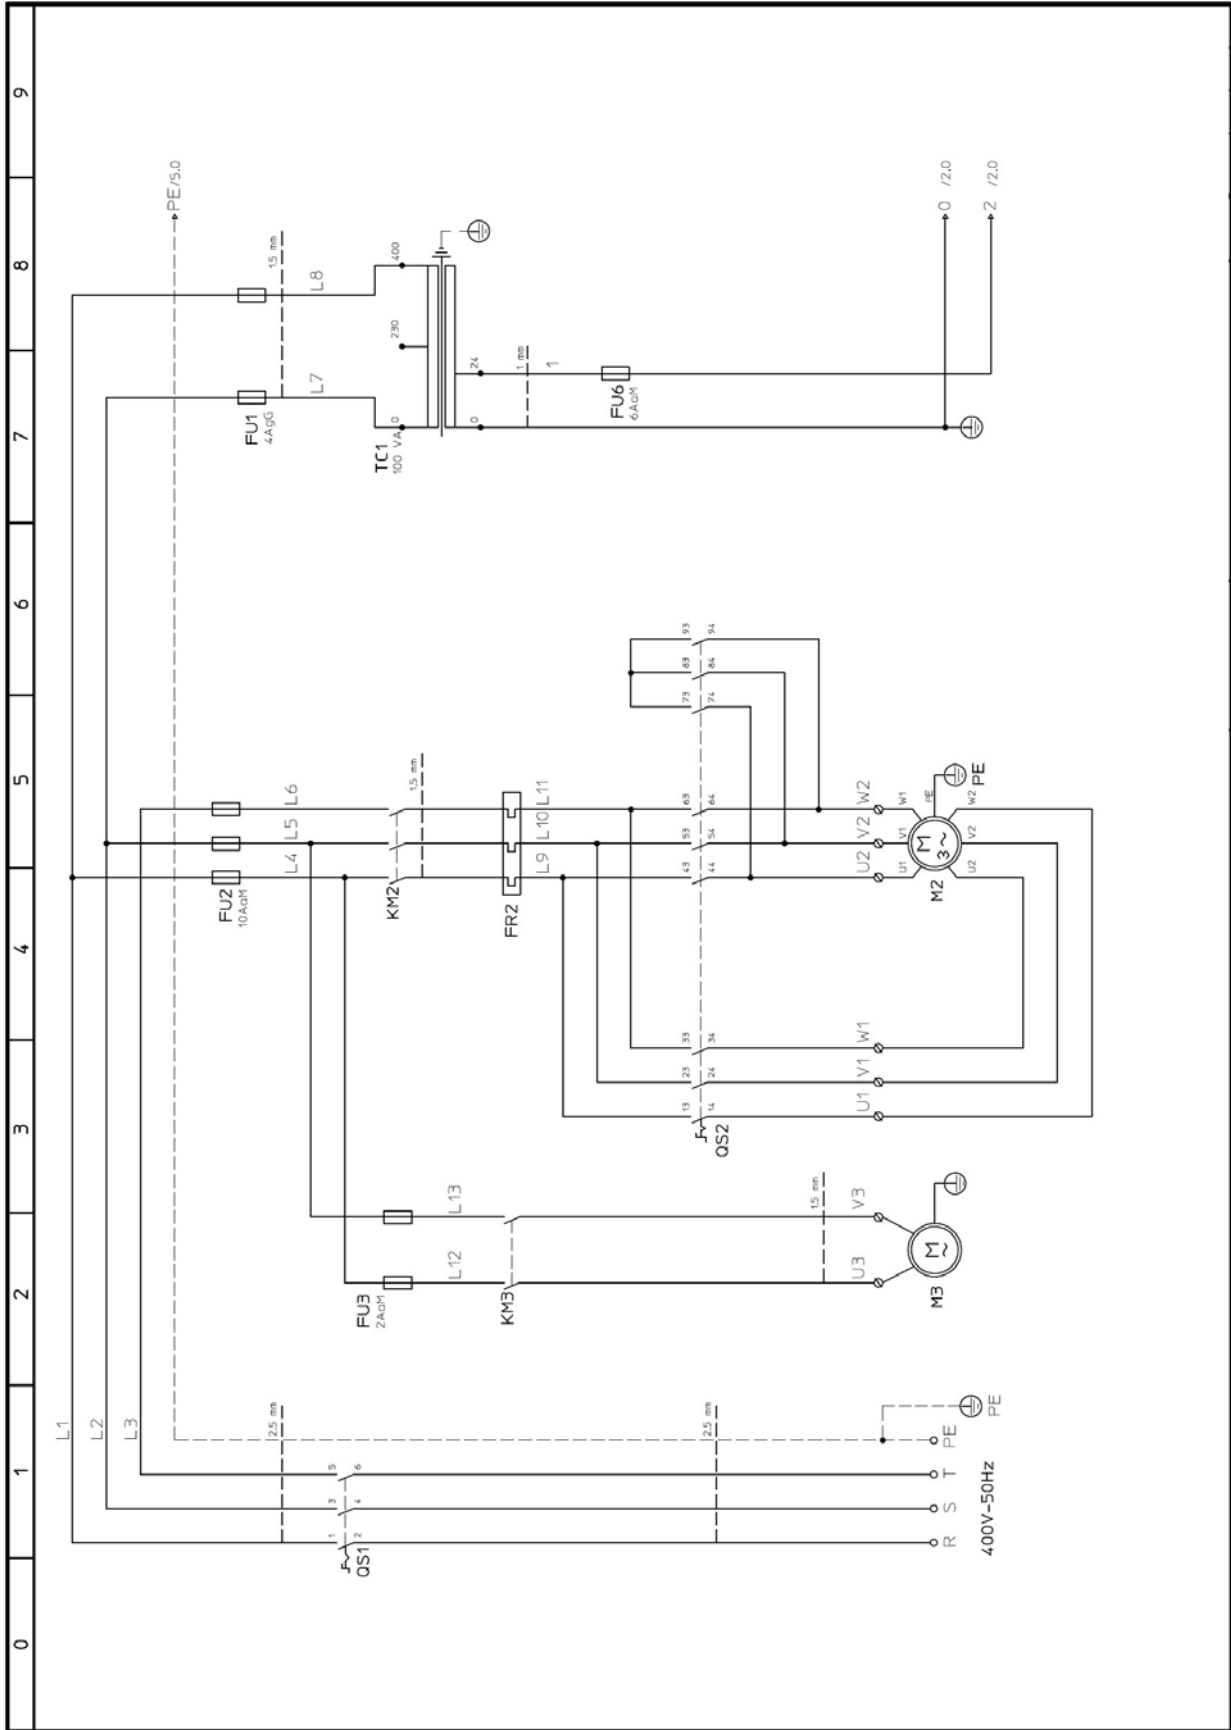 0
1
2
3
4
5
6
7
8
9
L1
L2
L3
PE/5.0
2.5 mm
QS1
1
3
5
2
4
6
2.5 mm
R
S
T
PE
PE
400V-50Hz
FU3
2AaM
L12
L13
KM3
1.5 mm
U3
V3
M
~
M3
FU2
10AaM
L4
L5
L6
KM2
1.5 mm
FR2
L9
L10
L11
QS2
13
23
33
43
53
63
73
83
93
14
24
34
44
54
64
74
84
94
U1
V1
W1
U2
V2
W2
U1
V1
W1
PE
M
3~
PE
M2
U2
V2
W2
FU1
4AgG
1.5 mm
L7
L8
TC1
100 VA
0
230
400
0
24
1 mm
1
FU6
6AaM
0 /2.0
2 /2.0